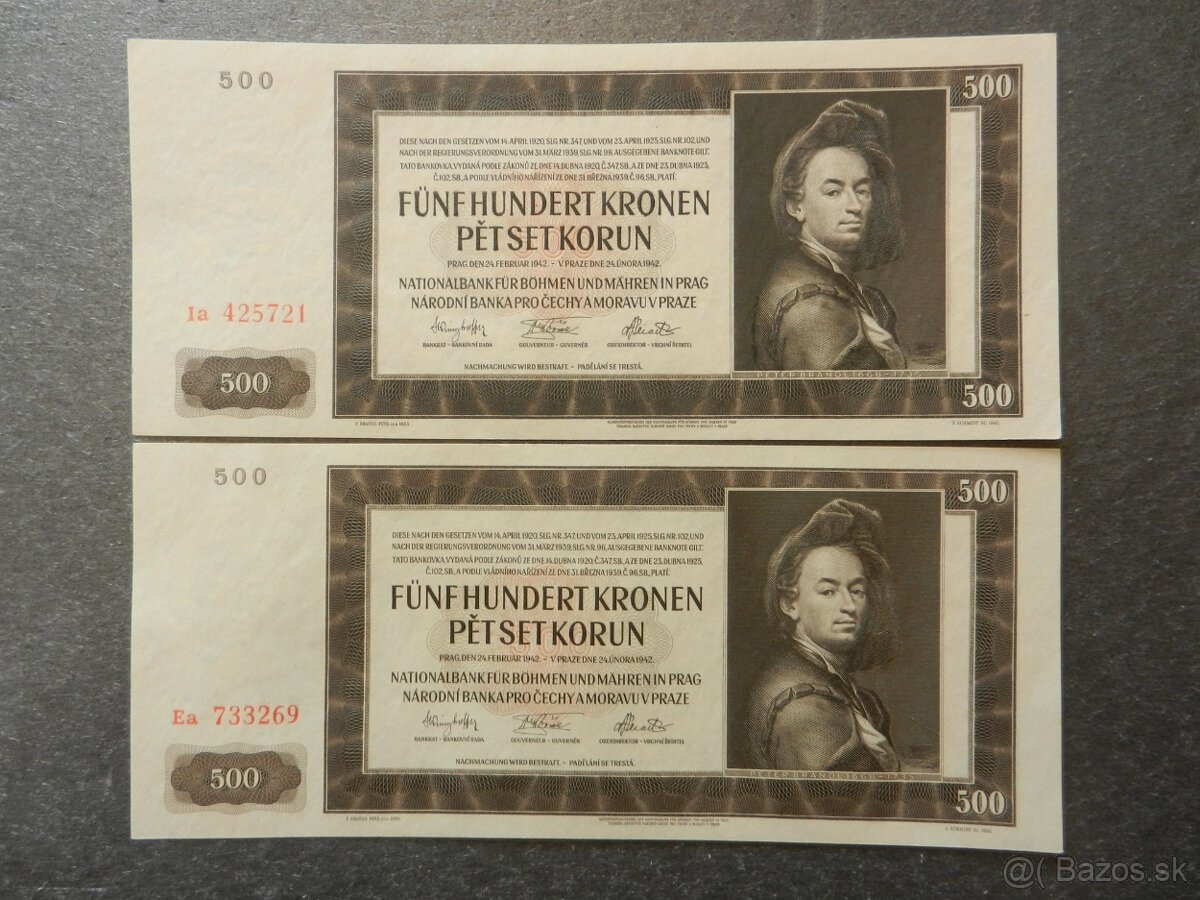 500
500
DIESE NACH DEN GESETZEN VOM 14. APRIL 1920, SLG. NR. 347, UND VOM 23. APRIL 1925, SLG. NR. 102, UND
NACH DER REGIERUNGSVERORDNUNG VOM 31. MÄRZ 1939, SLG. NR. 96, AUSGEGEBENE BANKNOTE GILT.
TATO BANKOVKA, VYDANÁ PODLE ZÁKONŮ ZE DNE 14. DUBNA 1920, Č. 347, SB., A ZE DNE 23. DUBNA 1925,
Č. 102, SB., A PODLE VLÁDNÍHO NAŘÍZENÍ ZE DNE 31. BŘEZNA 1939, Č. 96, SB., PLATÍ.
FÜNF HUNDERT KRONEN
PĚT SET KORUN
PRAG, DEN 24. FEBRUAR 1942. – V PRAZE DNE 24. ÚNORA 1942.
NATIONALBANK FÜR BÖHMEN UND MÄHREN IN PRAG
NÁRODNÍ BANKA PRO ČECHY A MORAVU V PRAZE
Ia 425721
BANKRAT – BANKOVNÍ RADA
GOUVERNEUR – GUVERNÉR
OBERDIREKTOR – VRCHNÍ ŘEDITEL
NACHMACHUNG WIRD BESTRAFT. – PADĚLÁNÍ SE TRESTÁ.
PETER BRANDL 1668–1735
500
500
500
500
DIESE NACH DEN GESETZEN VOM 14. APRIL 1920, SLG. NR. 347, UND VOM 23. APRIL 1925, SLG. NR. 102, UND
NACH DER REGIERUNGSVERORDNUNG VOM 31. MÄRZ 1939, SLG. NR. 96, AUSGEGEBENE BANKNOTE GILT.
TATO BANKOVKA, VYDANÁ PODLE ZÁKONŮ ZE DNE 14. DUBNA 1920, Č. 347, SB., A ZE DNE 23. DUBNA 1925,
Č. 102, SB., A PODLE VLÁDNÍHO NAŘÍZENÍ ZE DNE 31. BŘEZNA 1939, Č. 96, SB., PLATÍ.
FÜNF HUNDERT KRONEN
PĚT SET KORUN
PRAG, DEN 24. FEBRUAR 1942. – V PRAZE DNE 24. ÚNORA 1942.
NATIONALBANK FÜR BÖHMEN UND MÄHREN IN PRAG
NÁRODNÍ BANKA PRO ČECHY A MORAVU V PRAZE
Ea 733269
BANKRAT – BANKOVNÍ RADA
GOUVERNEUR – GUVERNÉR
OBERDIREKTOR – VRCHNÍ ŘEDITEL
NACHMACHUNG WIRD BESTRAFT. – PADĚLÁNÍ SE TRESTÁ.
PETER BRANDL 1668–1735
500
500
@( Bazos.sk